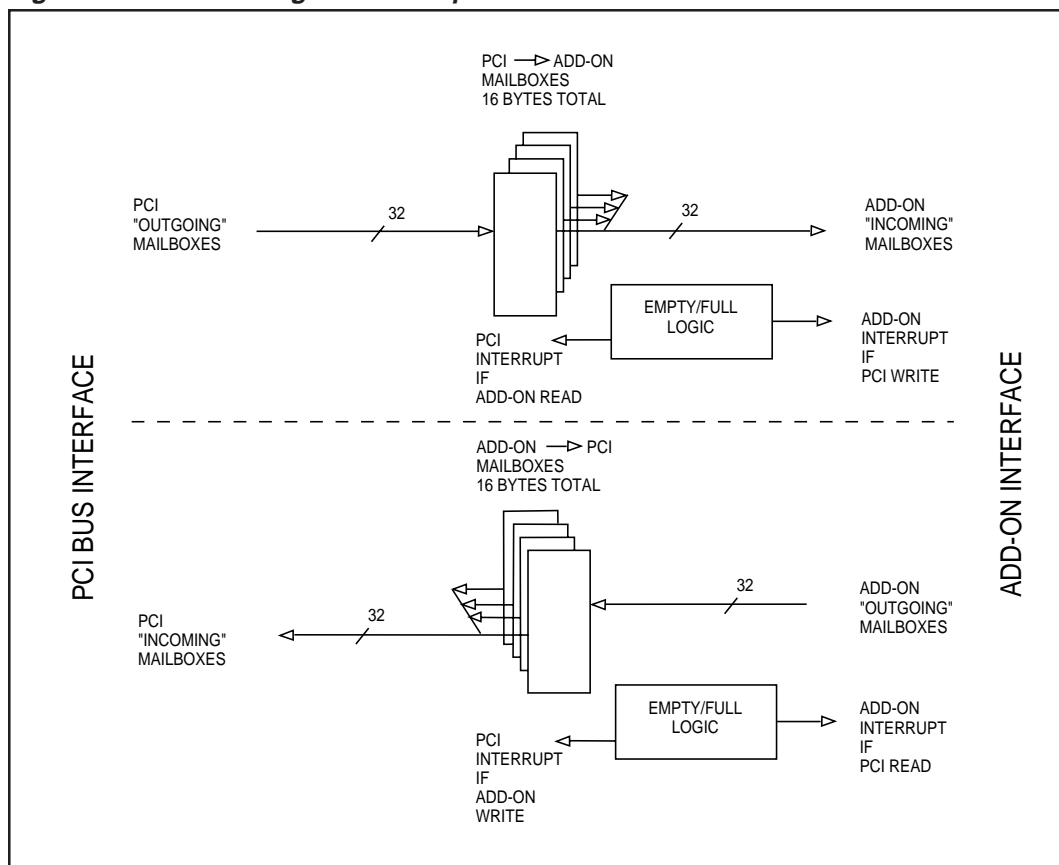 PCI ADD-ON
MAILBOXES
16 BYTES TOTAL
PCI
"OUTGOING"
MAILBOXES
32
32
ADD-ON
"INCOMING"
MAILBOXES
EMPTY/FULL
LOGIC
PCI
INTERRUPT
IF
ADD-ON READ
ADD-ON
INTERRUPT
IF
PCI WRITE
PCI BUS INTERFACE
ADD-ON INTERFACE
ADD-ON PCI
MAILBOXES
16 BYTES TOTAL
PCI
"INCOMING"
MAILBOXES
32
32
ADD-ON
"OUTGOING"
MAILBOXES
EMPTY/FULL
LOGIC
PCI
INTERRUPT
IF
ADD-ON
WRITE
ADD-ON
INTERRUPT
IF
PCI READ